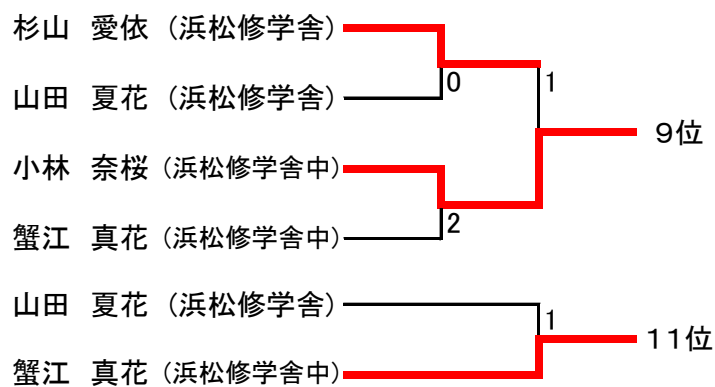 杉山 愛依（浜松修学舎）
0
1
山田 夏花（浜松修学舎）
9位
小林 奈桜（浜松修学舎中）
2
蟹江 真花（浜松修学舎中）
山田 夏花（浜松修学舎）
1
11位
蟹江 真花（浜松修学舎中）